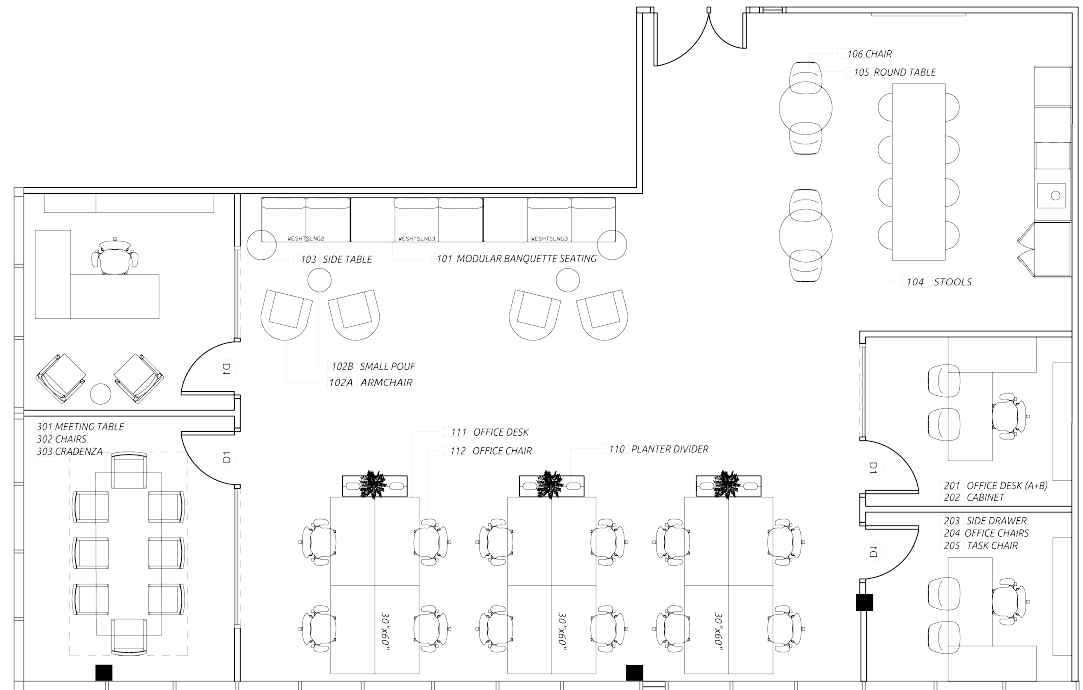 106 CHAIR
105 ROUND TABLE
WESHTSLNG2
WESHTSLNG3
WESHTSLNG3
103 SIDE TABLE
101 MODULAR BANQUETTE SEATING
104 STOOLS
102B SMALL POUF
102A ARMCHAIR
D1
301 MEETING TABLE
302 CHAIRS
303 CRADENZA
D1
111 OFFICE DESK
112 OFFICE CHAIR
110 PLANTER DIVIDER
D1
201 OFFICE DESK (A+B)
202 CABINET
203 SIDE DRAWER
204 OFFICE CHAIRS
205 TASK CHAIR
D1
30"x60"
30"x60"
30"x60"